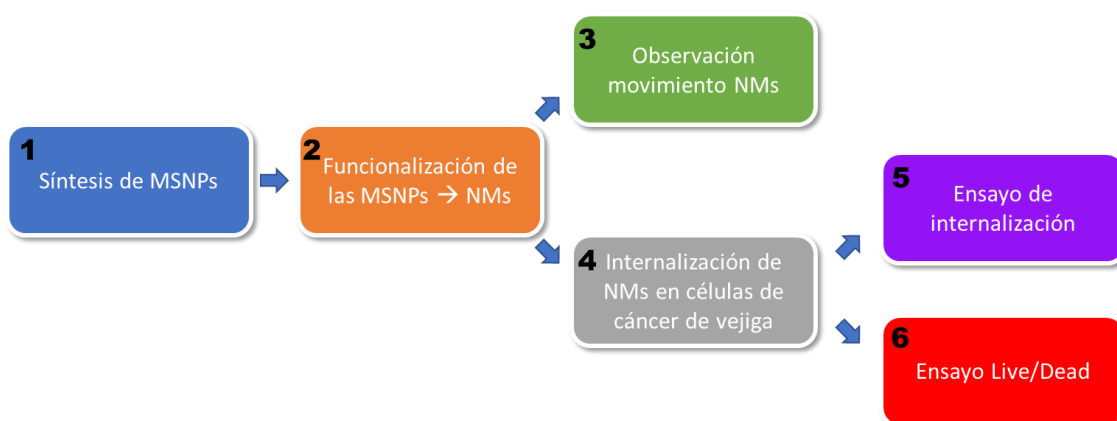 1
Síntesis de MSNPs
2
Funcionalización de
las MSNPs → NMs
3
Observación
movimiento NMs
4
Internalización de
NMs en células de
cáncer de vejiga
5
Ensayo de
internalización
6
Ensayo Live/Dead